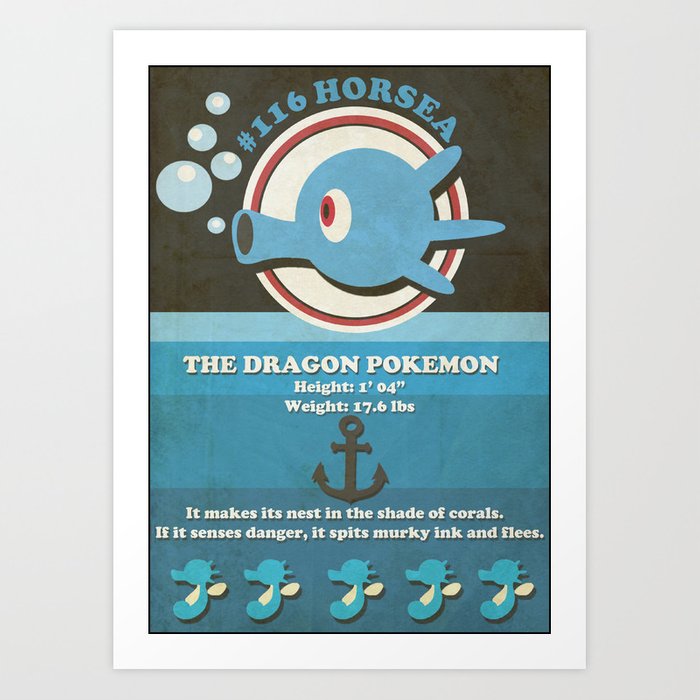 #116 HORSEA
THE DRAGON POKEMON
Height: 1' 04”
Weight: 17.6 lbs
It makes its nest in the shade of corals.
If it senses danger, it spits murky ink and flees.